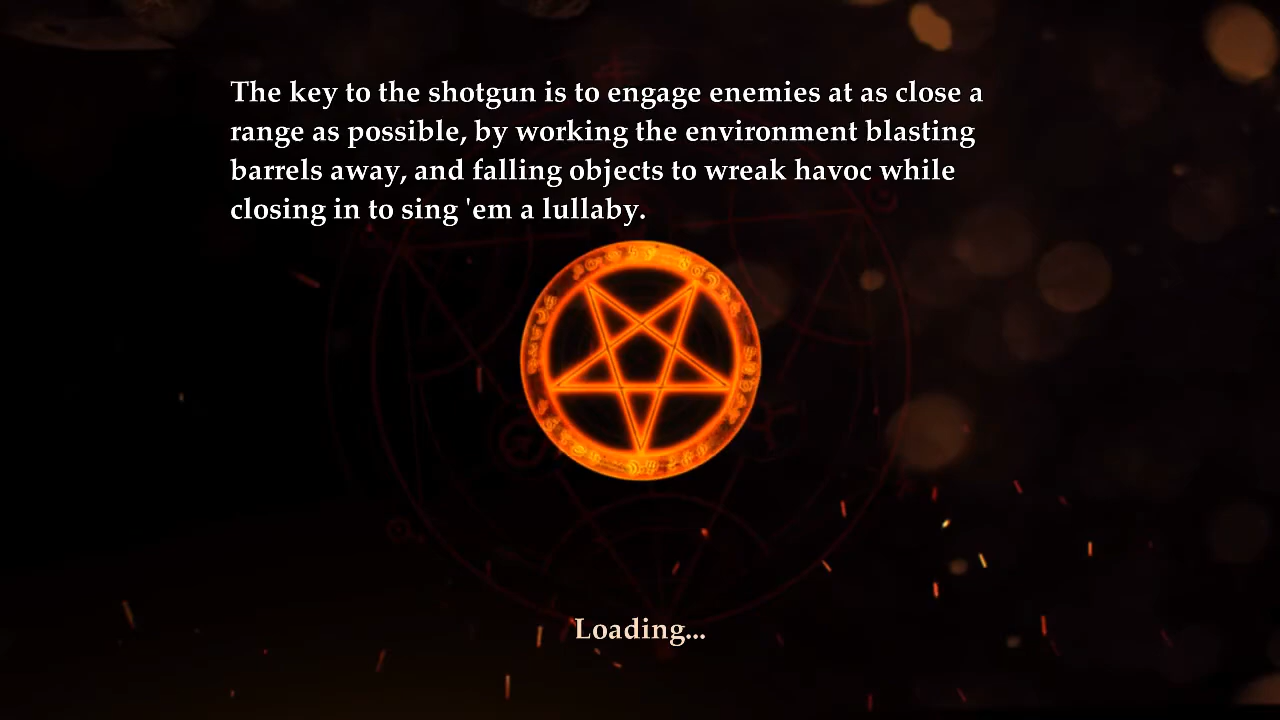 The key to the shotgun is to engage enemies at as close a
range as possible, by working the environment blasting
barrels away, and falling objects to wreak havoc while
closing in to sing 'em a lullaby.
Loading...